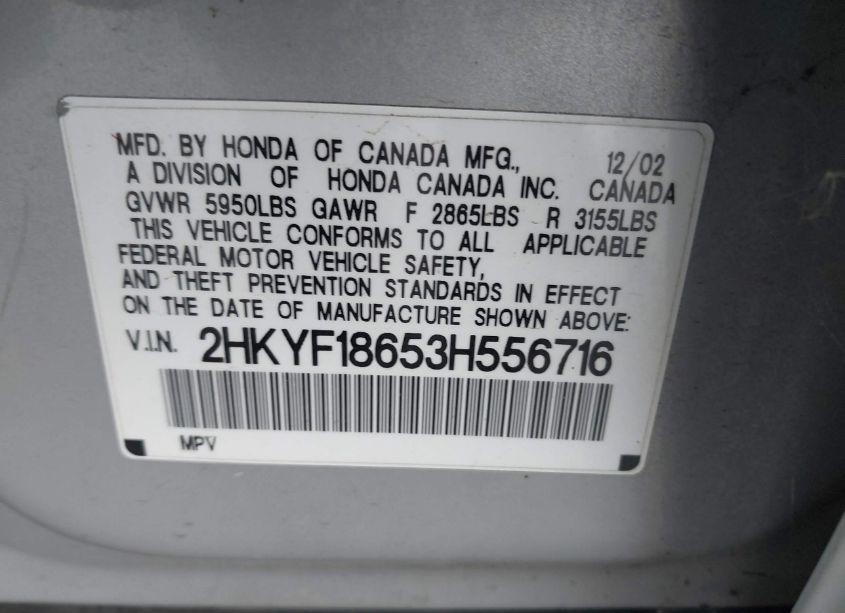 MFD. BY HONDA OF CANADA MFG., 12/02
A DIVISION OF HONDA CANADA INC. CANADA
GVWR 5950LBS GAWR F 2865LBS R 3155LBS
THIS VEHICLE CONFORMS TO ALL APPLICABLE
FEDERAL MOTOR VEHICLE SAFETY,
AND THEFT PREVENTION STANDARDS IN EFFECT
ON THE DATE OF MANUFACTURE SHOWN ABOVE:
V.I.N. 2HKYF18653H556716
MPV